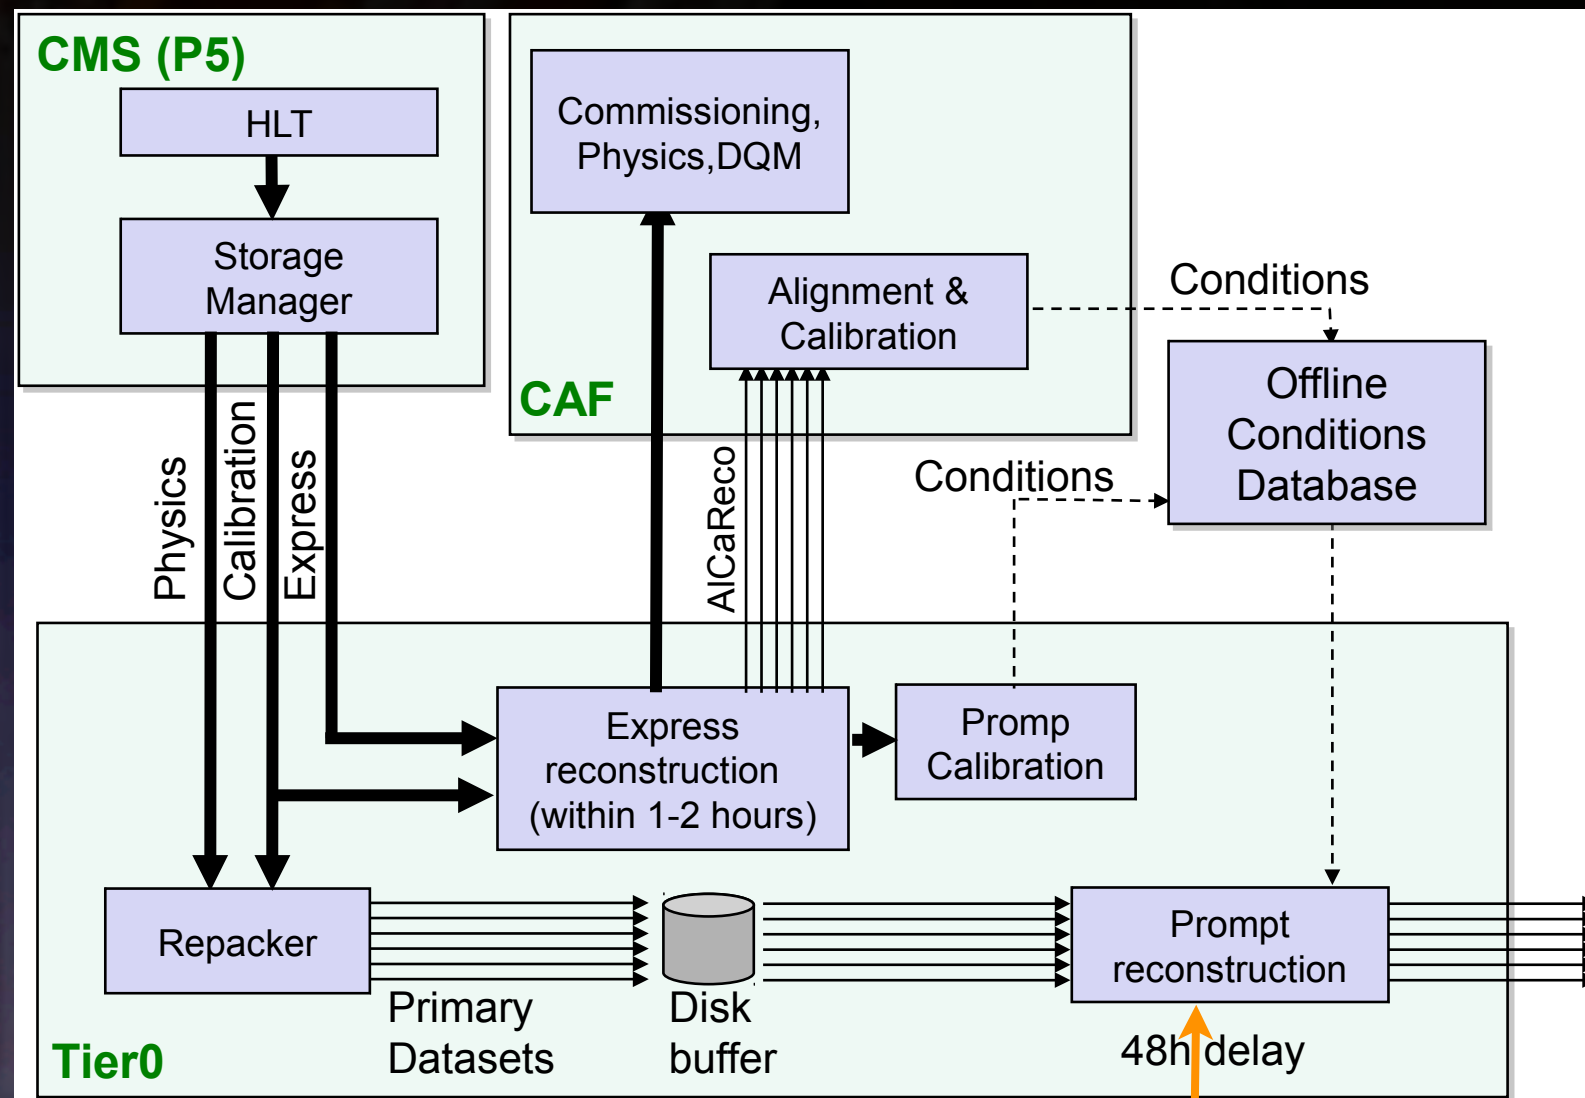 CMS (P5)
HLT
Storage
Manager
Physics
Calibration
Express
Commissioning,
Physics,DQM
Alignment &
Calibration
CAF
AlCaReco
Conditions
Conditions
Offline
Conditions
Database
Express
reconstruction
(within 1-2 hours)
Promp
Calibration
Repacker
Primary
Datasets
Disk
buffer
Prompt
reconstruction
48h delay
Tier0